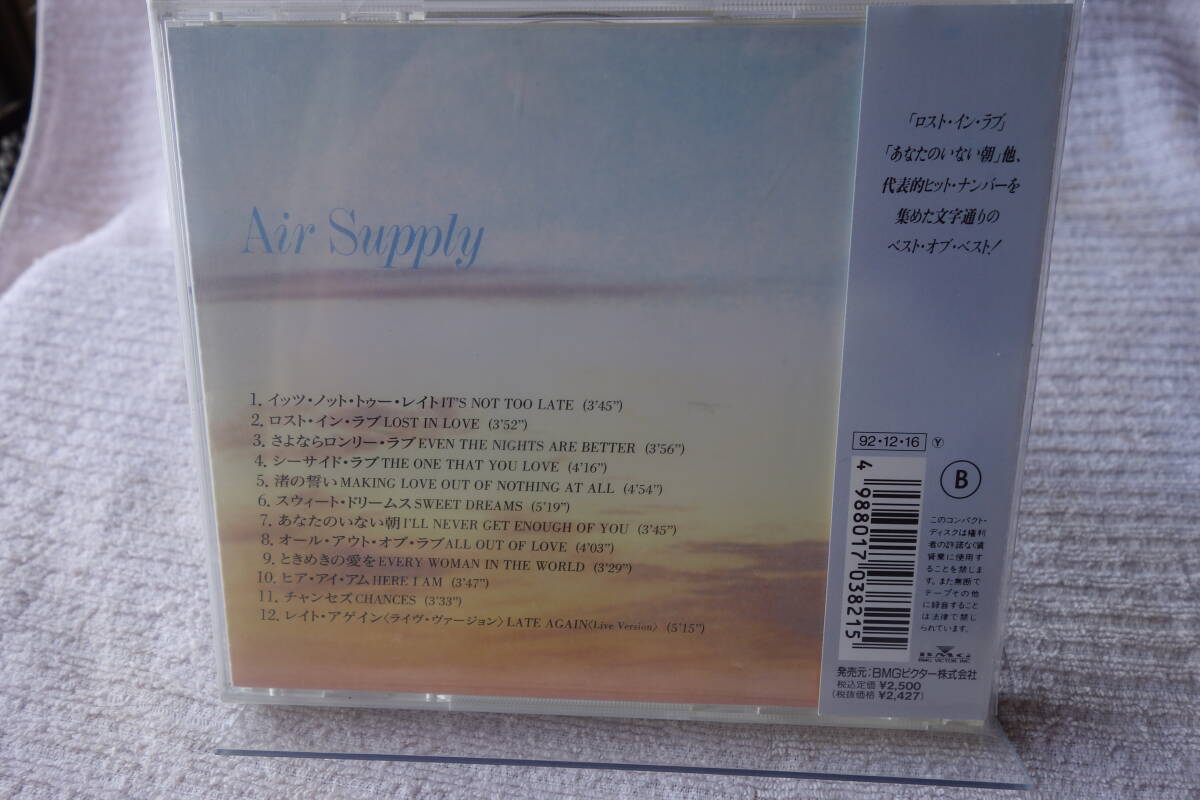 Air Supply
1. イッツ・ノット・トゥー・レイト IT'S NOT TOO LATE (3'45")
2. ロスト・イン・ラブ LOST IN LOVE (3'52")
3. さよならロンリー・ラブ EVEN THE NIGHTS ARE BETTER (3'56")
4. シーサイド・ラブ THE ONE THAT YOU LOVE (4'16")
5. 渚の誓い MAKING LOVE OUT OF NOTHING AT ALL (4'54")
6. スウィート・ドリームス SWEET DREAMS (5'19")
7. あなたのいない朝 I'LL NEVER GET ENOUGH OF YOU (3'45")
8. オール・アウト・オブ・ラブ ALL OUT OF LOVE (4'03")
9. ときめきの愛を EVERY WOMAN IN THE WORLD (3'29")
10. ヒア・アイ・アム HERE I AM (3'47")
11. チャンセズ CHANCES (3'33")
12. レイト・アゲイン〈ライヴ・ヴァージョン〉 LATE AGAIN〈Live Version〉 (5'15")
「ロスト・イン・ラブ」
「あなたのいない朝」他、
代表的ヒット・ナンバーを
集めた文字通りの
ベスト・オブ・ベスト!
92・12・16 Ⓨ
Ⓑ
4 988017 038215
このコンパクト・
ディスクは権利
者の許諾なく賃
貸業に使用す
ることを禁じま
す。また無断で
テープその他
に録音すること
は法律で禁じ
られています。
BMG
BMG VICTOR, INC.
発売元:BMGビクター株式会社
税込定価 ¥2,500
(税抜価格 ¥2,427)